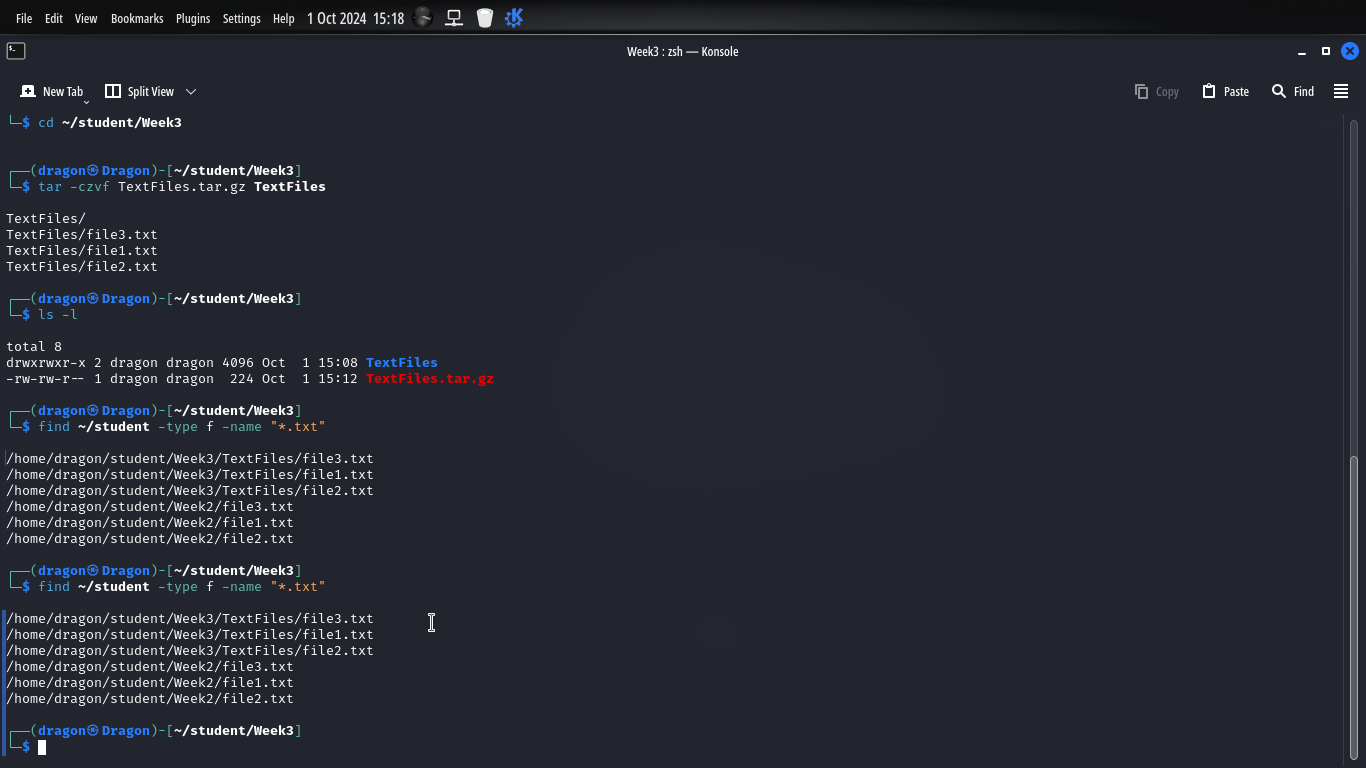 File Edit View Bookmarks Plugins Settings Help 1 Oct 2024 15:18
Week3 : zsh — Konsole
New Tab Split View Copy Paste Find
└─$ cd ~/student/Week3
┌──(dragon㉿Dragon)-[~/student/Week3]
└─$ tar -czvf TextFiles.tar.gz TextFiles
TextFiles/
TextFiles/file3.txt
TextFiles/file1.txt
TextFiles/file2.txt
┌──(dragon㉿Dragon)-[~/student/Week3]
└─$ ls -l
total 8
drwxrwxr-x 2 dragon dragon 4096 Oct  1 15:08 TextFiles
-rw-rw-r-- 1 dragon dragon  224 Oct  1 15:12 TextFiles.tar.gz
┌──(dragon㉿Dragon)-[~/student/Week3]
└─$ find ~/student -type f -name "*.txt"
/home/dragon/student/Week3/TextFiles/file3.txt
/home/dragon/student/Week3/TextFiles/file1.txt
/home/dragon/student/Week3/TextFiles/file2.txt
/home/dragon/student/Week2/file3.txt
/home/dragon/student/Week2/file1.txt
/home/dragon/student/Week2/file2.txt
┌──(dragon㉿Dragon)-[~/student/Week3]
└─$ find ~/student -type f -name "*.txt"
/home/dragon/student/Week3/TextFiles/file3.txt
/home/dragon/student/Week3/TextFiles/file1.txt
/home/dragon/student/Week3/TextFiles/file2.txt
/home/dragon/student/Week2/file3.txt
/home/dragon/student/Week2/file1.txt
/home/dragon/student/Week2/file2.txt
┌──(dragon㉿Dragon)-[~/student/Week3]
└─$